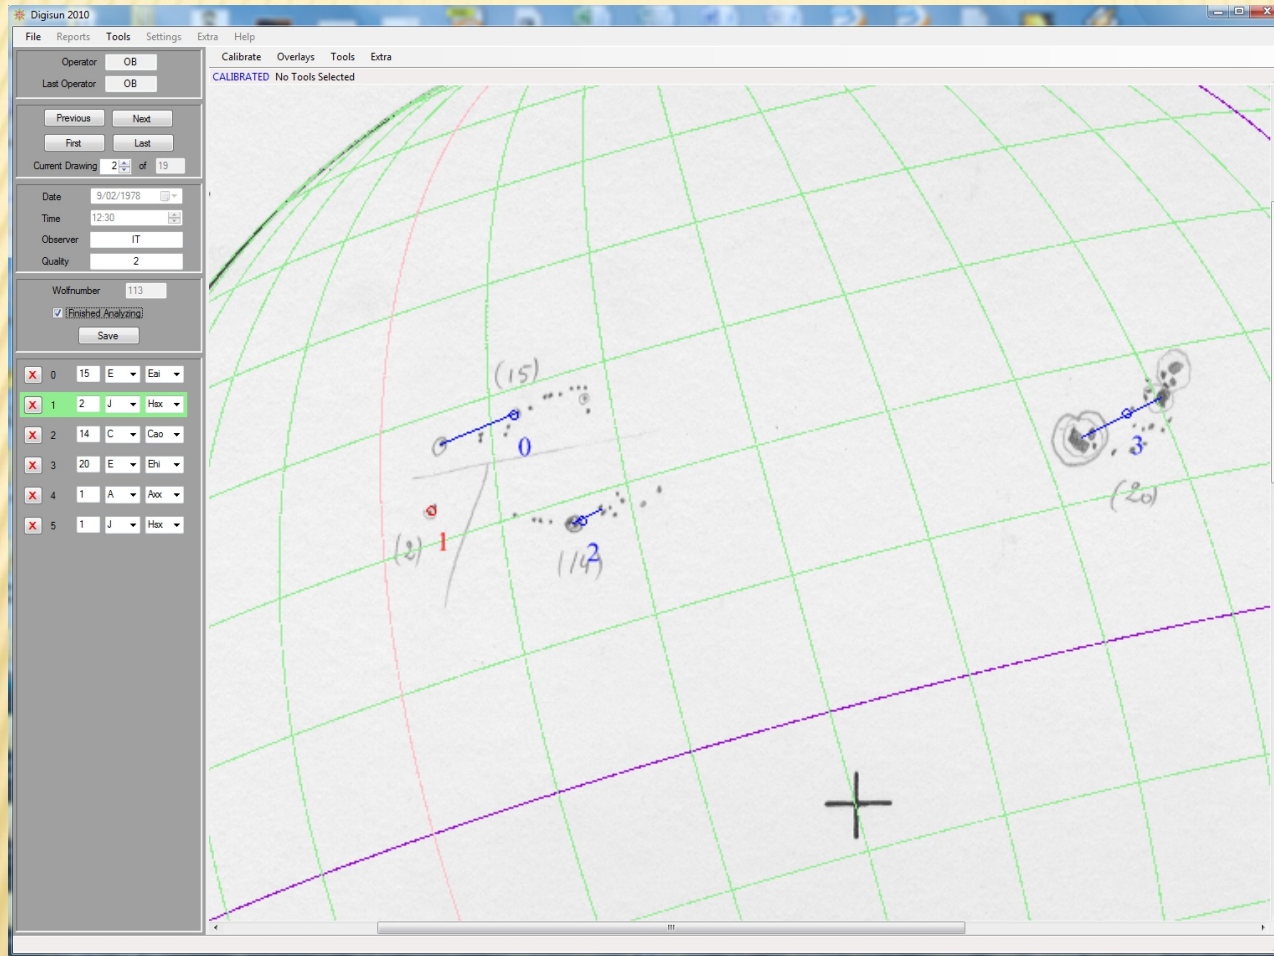 Digisun 2010
File Reports Tools Settings Extra Help
Operator OB
Last Operator OB
Previous Next
First Last
Current Drawing 2 of 19
Date 9/02/1978
Time 12:30
Observer IT
Quality 2
Wolfnumber 113
Finished Analyzing
Save
X 0 15 E Eai
X 1 2 J Hsx
X 2 14 C Cao
X 3 20 E Ehi
X 4 1 A Axx
X 5 1 J Hsx
Calibrate Overlays Tools Extra
CALIBRATED No Tools Selected
(15)
0
3
(20)
1
(2)
2
(14)